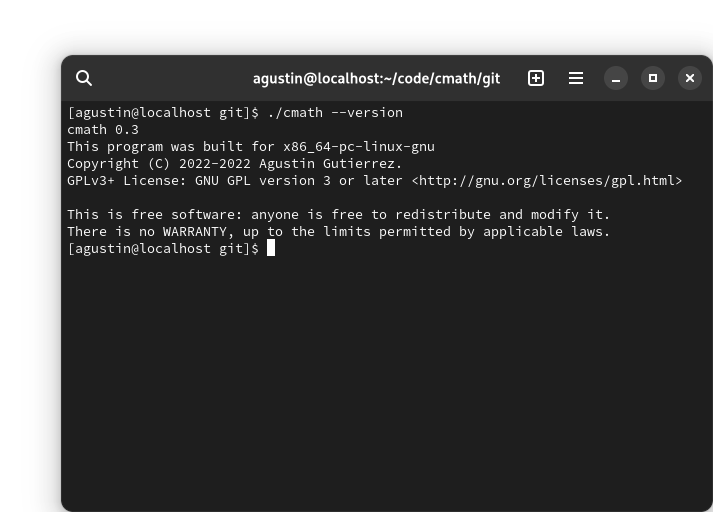 agustin@localhost:~/code/cmath/git
[agustin@localhost git]$ ./cmath --version
cmath 0.3
This program was built for x86_64-pc-linux-gnu
Copyright (C) 2022-2022 Agustin Gutierrez.
GPLv3+ License: GNU GPL version 3 or later <http://gnu.org/licenses/gpl.html>
This is free software: anyone is free to redistribute and modify it.
There is no WARRANTY, up to the limits permitted by applicable laws.
[agustin@localhost git]$